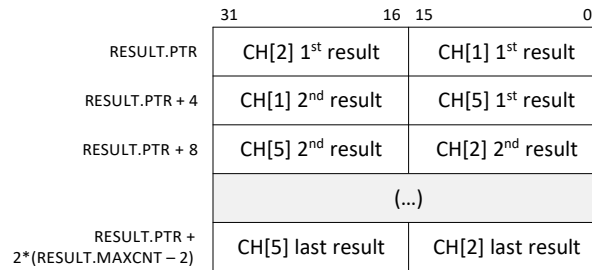 31 16 15 0
RESULT.PTR CH[2] 1st result CH[1] 1st result
RESULT.PTR + 4 CH[1] 2nd result CH[5] 1st result
RESULT.PTR + 8 CH[5] 2nd result CH[2] 2nd result
(...)
RESULT.PTR +
2*(RESULT.MAXCNT – 2) CH[5] last result CH[2] last result